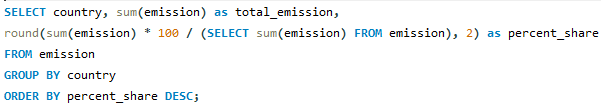 SELECT country, sum(emission) as total_emission,
round(sum(emission) * 100 / (SELECT sum(emission) FROM emission), 2) as percent_share
FROM emission
GROUP BY country
ORDER BY percent_share DESC;